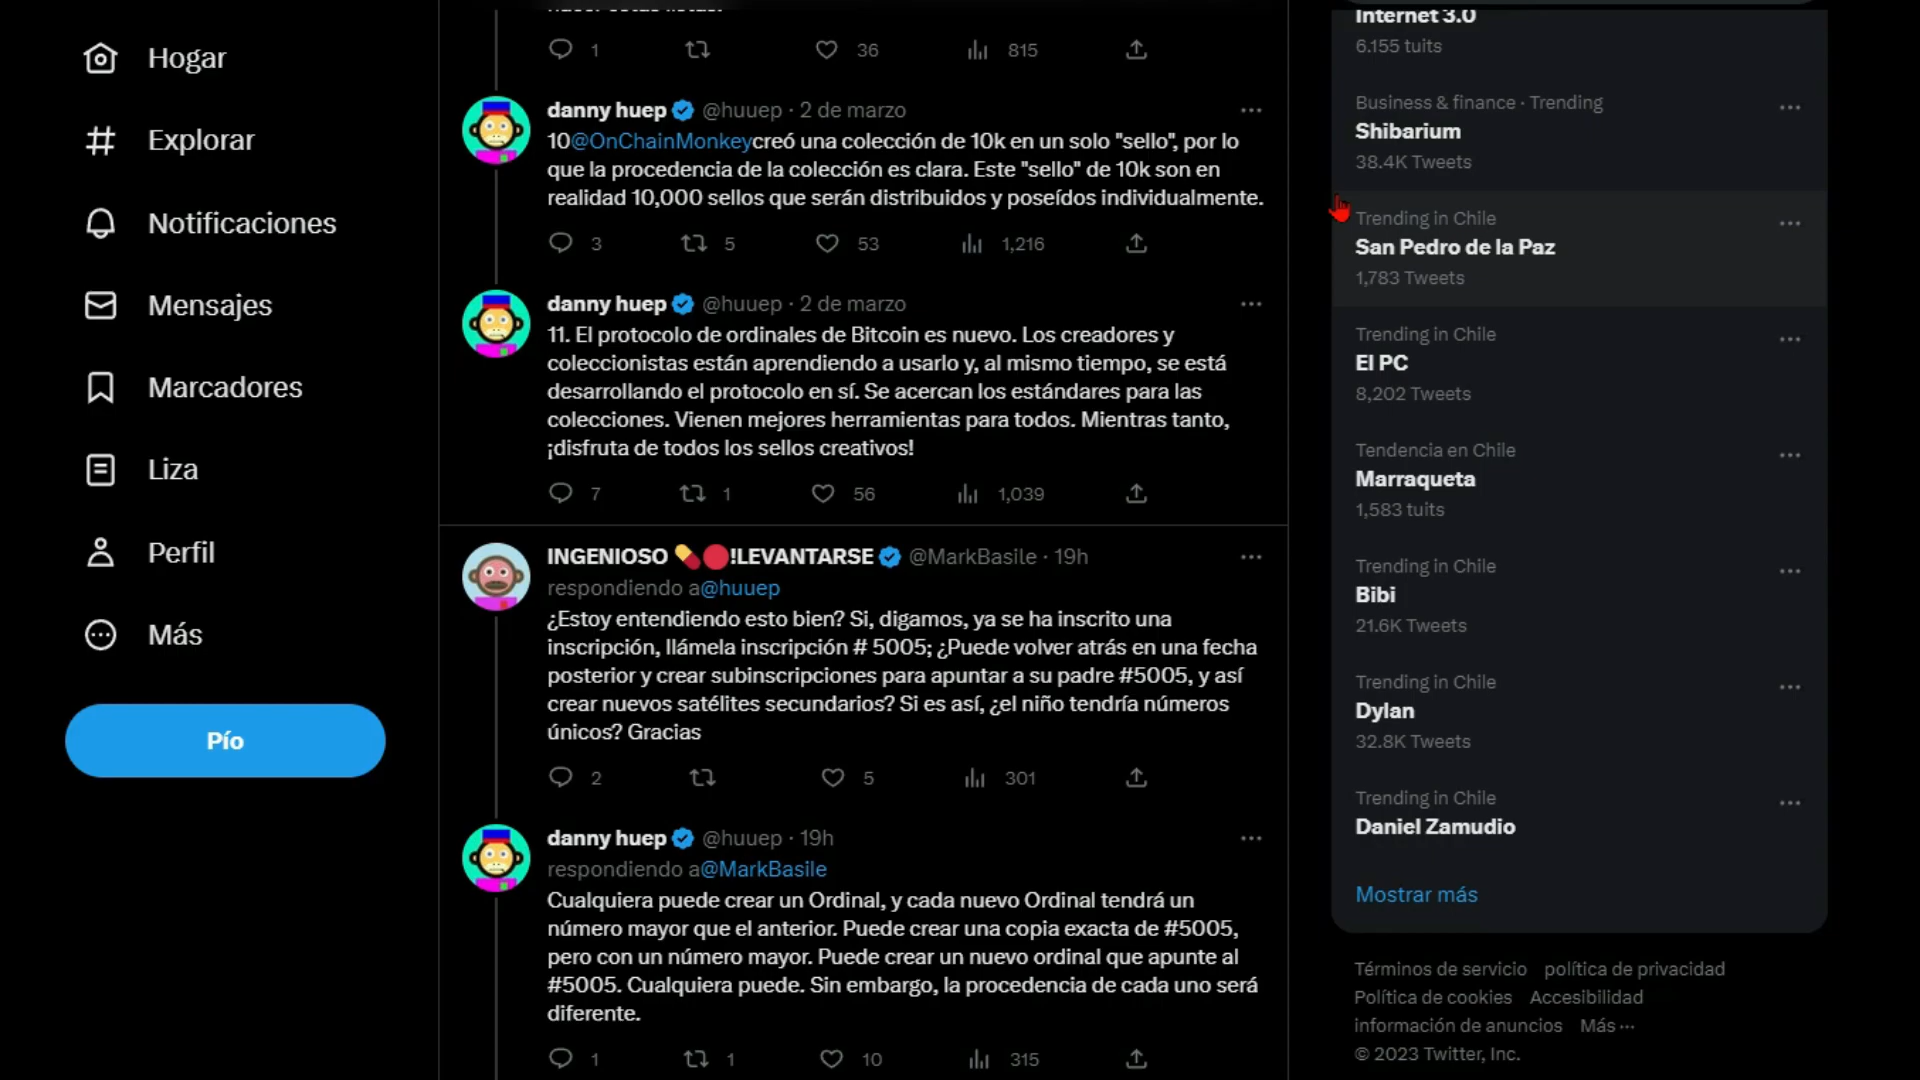 Hogar
Explorar
Notificaciones
Mensajes
Marcadores
Liza
Perfil
Más
Pío
1 36 815
danny huep @huuep · 2 de marzo
10@OnChainMonkeycreó una colección de 10k en un solo "sello", por lo
que la procedencia de la colección es clara. Este "sello" de 10k son en
realidad 10,000 sellos que serán distribuidos y poseídos individualmente.
3 5 53 1,216
danny huep @huuep · 2 de marzo
11. El protocolo de ordinales de Bitcoin es nuevo. Los creadores y
coleccionistas están aprendiendo a usarlo y, al mismo tiempo, se está
desarrollando el protocolo en sí. Se acercan los estándares para las
colecciones. Vienen mejores herramientas para todos. Mientras tanto,
¡disfruta de todos los sellos creativos!
7 1 56 1,039
INGENIOSO 💊🔴!LEVANTARSE @MarkBasile · 19h
respondiendo a@huuep
¿Estoy entendiendo esto bien? Si, digamos, ya se ha inscrito una
inscripción, llámela inscripción # 5005; ¿Puede volver atrás en una fecha
posterior y crear subinscripciones para apuntar a su padre #5005, y así
crear nuevos satélites secundarios? Si es así, ¿el niño tendría números
únicos? Gracias
2 5 301
danny huep @huuep · 19h
respondiendo a@MarkBasile
Cualquiera puede crear un Ordinal, y cada nuevo Ordinal tendrá un
número mayor que el anterior. Puede crear una copia exacta de #5005,
pero con un número mayor. Puede crear un nuevo ordinal que apunte al
#5005. Cualquiera puede. Sin embargo, la procedencia de cada uno será
diferente.
1 1 10 315
Internet 3.0
6.155 tuits
Business & finance · Trending
Shibarium
38.4K Tweets
Trending in Chile
San Pedro de la Paz
1,783 Tweets
Trending in Chile
El PC
8,202 Tweets
Tendencia en Chile
Marraqueta
1,583 tuits
Trending in Chile
Bibi
21.6K Tweets
Trending in Chile
Dylan
32.8K Tweets
Trending in Chile
Daniel Zamudio
Mostrar más
Términos de servicio política de privacidad
Política de cookies Accesibilidad
información de anuncios Más ···
© 2023 Twitter, Inc.